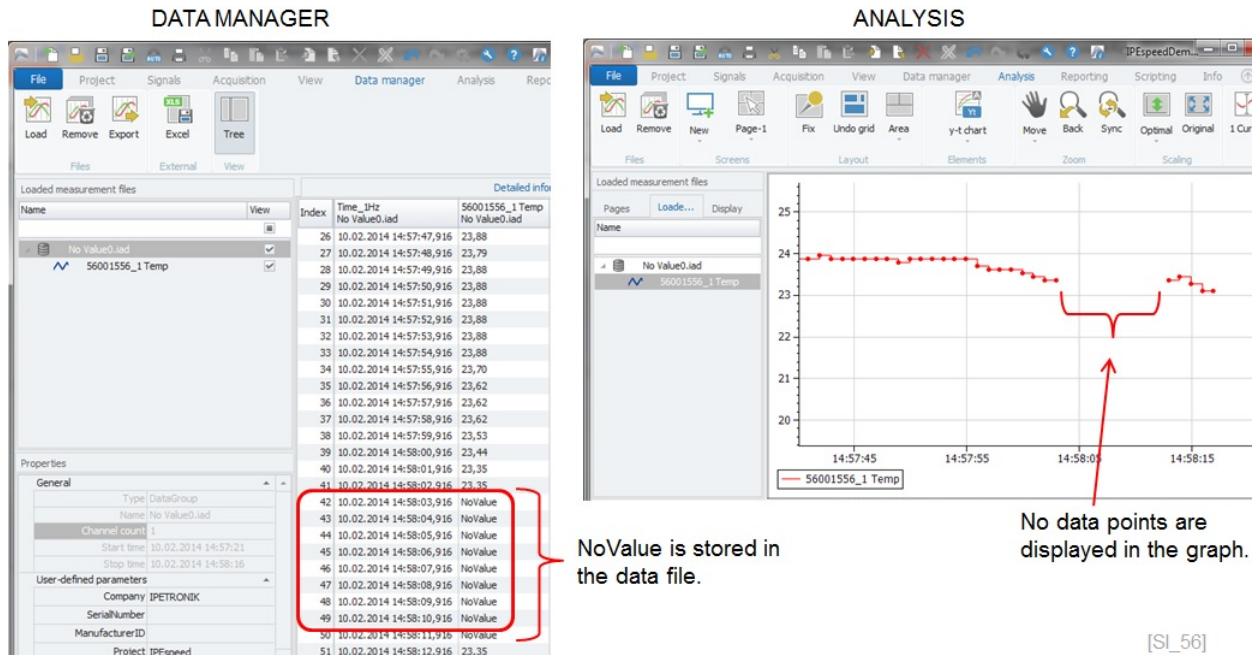 DATA MANAGER
File Project Signals Acquisition View Data manager Analysis
Load Remove Export Excel Tree
Files External View
Loaded measurement files
Name View
No Value0.iad
56001556_1 Temp
Properties
General
Type DataGroup
Name No Value0.iad
Channel count 1
Start time 10.02.2014 14:57:21
Stop time 10.02.2014 14:58:16
User-defined parameters
Company IPETRONIK
SerialNumber
ManufacturerID
Project IPEspeed
Index Time_1Hz 56001556_1 Temp
No Value0.iad No Value0.iad
26 10.02.2014 14:57:47,916 23,88
27 10.02.2014 14:57:48,916 23,79
28 10.02.2014 14:57:49,916 23,88
29 10.02.2014 14:57:50,916 23,88
30 10.02.2014 14:57:51,916 23,88
31 10.02.2014 14:57:52,916 23,88
32 10.02.2014 14:57:53,916 23,88
33 10.02.2014 14:57:54,916 23,88
34 10.02.2014 14:57:55,916 23,70
35 10.02.2014 14:57:56,916 23,62
36 10.02.2014 14:57:57,916 23,62
37 10.02.2014 14:57:58,916 23,62
38 10.02.2014 14:57:59,916 23,53
39 10.02.2014 14:58:00,916 23,44
40 10.02.2014 14:58:01,916 23,35
41 10.02.2014 14:58:02,916 23,35
42 10.02.2014 14:58:03,916 NoValue
43 10.02.2014 14:58:04,916 NoValue
44 10.02.2014 14:58:05,916 NoValue
45 10.02.2014 14:58:06,916 NoValue
46 10.02.2014 14:58:07,916 NoValue
47 10.02.2014 14:58:08,916 NoValue
48 10.02.2014 14:58:09,916 NoValue
49 10.02.2014 14:58:10,916 NoValue
50 10.02.2014 14:58:11,916 NoValue
51 10.02.2014 14:58:12,916 23,35
NoValue is stored in
the data file.
ANALYSIS
IPEspeedDem...
File Project Signals Acquisition View Data manager Analysis Reporting Scripting Info
Load Remove New Page-1 Fix Undo grid Area y-t chart Move Back Sync Optimal Original
Files Screens Layout Elements Zoom Scaling
Loaded measurement files
Pages Loade... Display
Name
No Value0.iad
56001556_1 Temp
25
24
23
22
21
20
14:57:45 14:57:55 14:58:05 14:58:15
56001556_1 Temp
No data points are
displayed in the graph.
[SI_56]